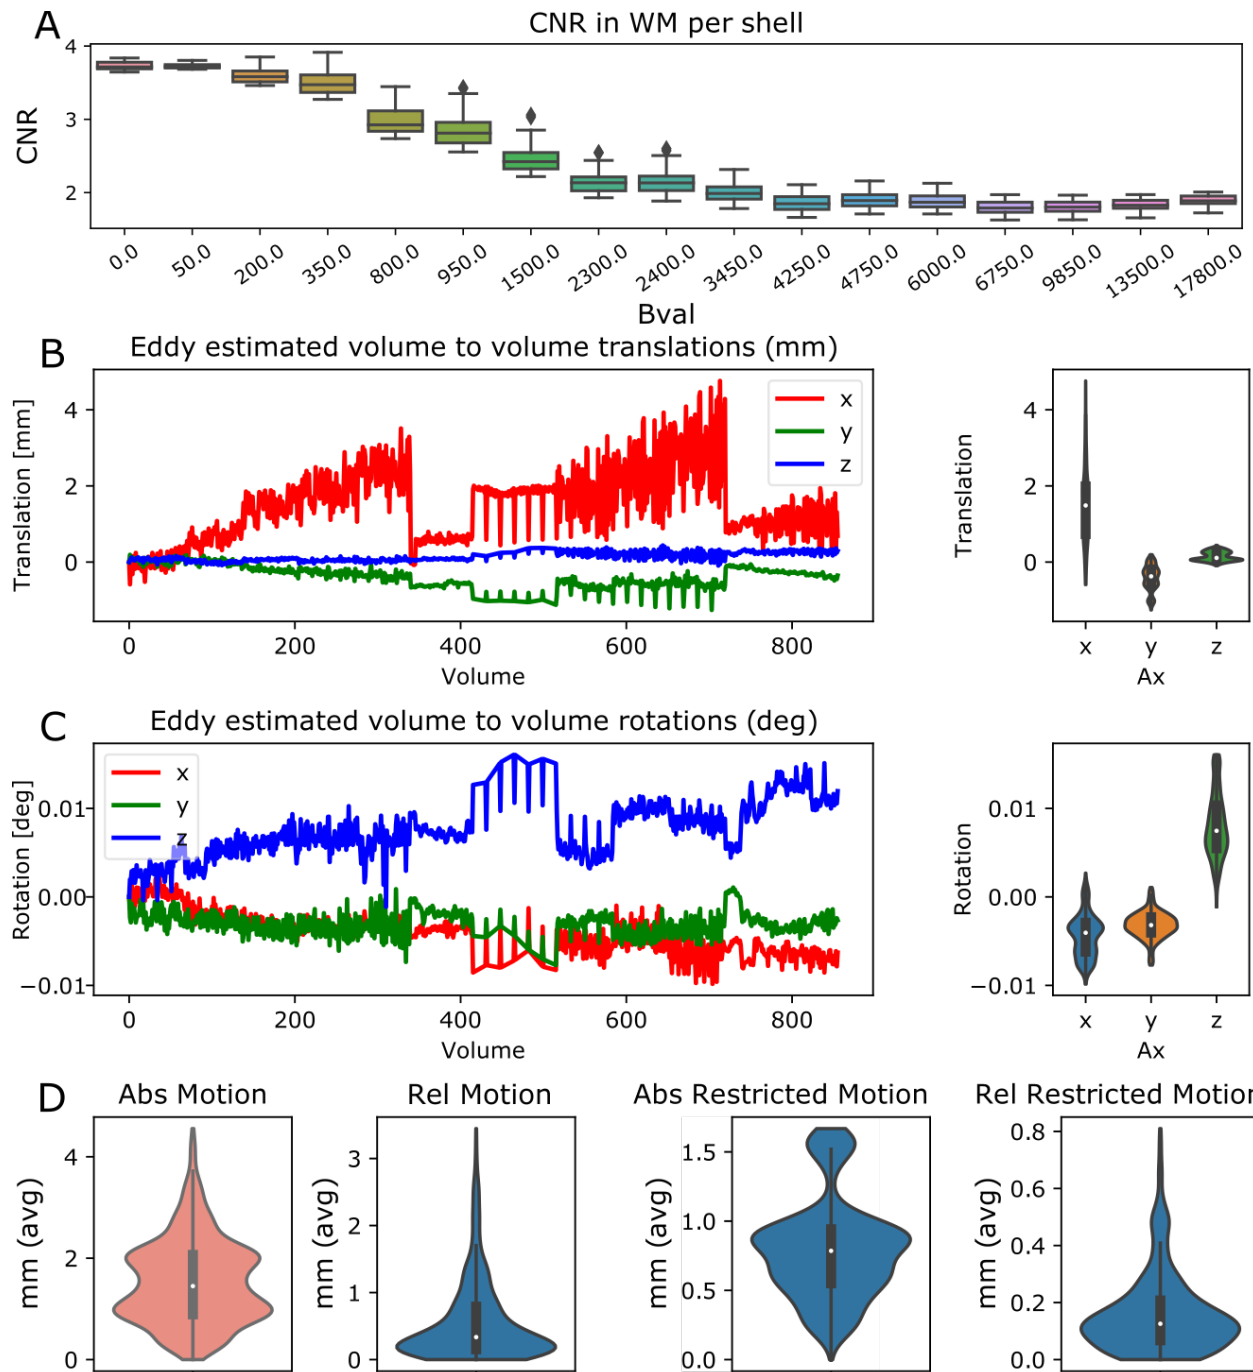 A
CNR in WM per shell
CNR
4
3
2
0.0 50.0 200.0 350.0 800.0 950.0 1500.0 2300.0 2400.0 3450.0 4250.0 4750.0 6000.0 6750.0 9850.0 13500.0 17800.0
Bval
B
Eddy estimated volume to volume translations (mm)
Translation [mm]
4
2
0
x
y
z
0 200 400 600 800
Volume
Translation
4
2
0
x y z
Ax
C
Eddy estimated volume to volume rotations (deg)
Rotation [deg]
0.01
0.00
−0.01
x
y
z
0 200 400 600 800
Volume
Rotation
0.01
0.00
−0.01
x y z
Ax
D
Abs Motion
mm (avg)
4
2
0
Rel Motion
mm (avg)
3
2
1
0
Abs Restricted Motion
mm (avg)
1.5
1.0
0.5
0.0
Rel Restricted Motion
mm (avg)
0.8
0.6
0.4
0.2
0.0